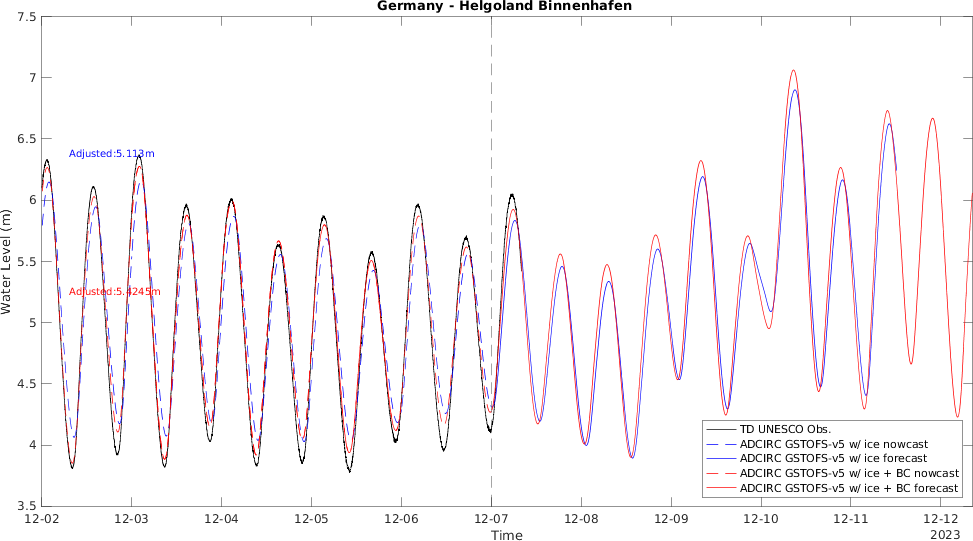 Germany - Helgoland Binnenhafen
7.5
7
6.5
6
5.5
5
4.5
4
3.5
Water Level (m)
Adjusted:5.113m
Adjusted:5.4245m
TD UNESCO Obs.
ADCIRC GSTOFS-v5 w/ ice nowcast
ADCIRC GSTOFS-v5 w/ ice forecast
ADCIRC GSTOFS-v5 w/ ice + BC nowcast
ADCIRC GSTOFS-v5 w/ ice + BC forecast
12-02 12-03 12-04 12-05 12-06 12-07 12-08 12-09 12-10 12-11 12-12
2023
Time